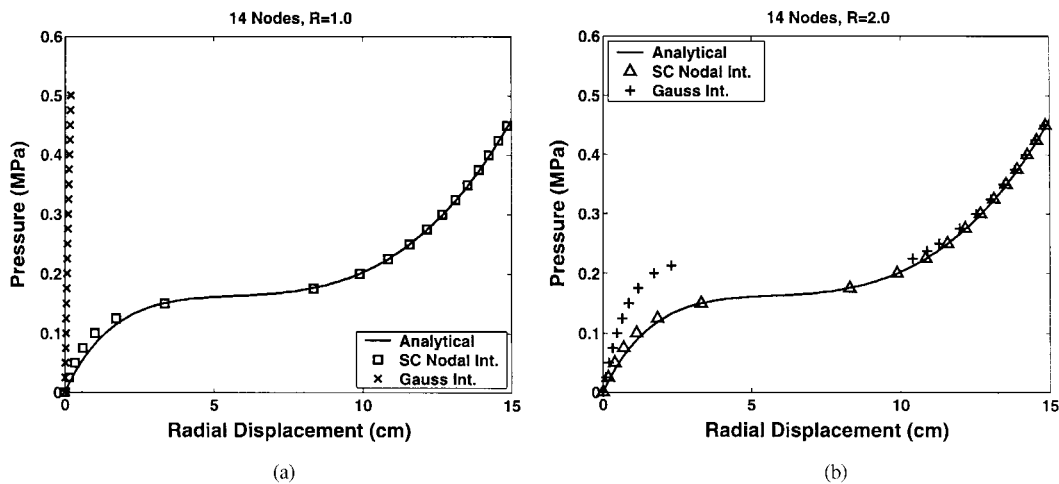 14 Nodes, R=1.0
0.6
0.5
0.4
0.3
0.2
0.1
0
0
5
10
15
Pressure (MPa)
Radial Displacement (cm)
Analytical
SC Nodal Int.
Gauss Int.
(a)
14 Nodes, R=2.0
0.6
0.5
0.4
0.3
0.2
0.1
0
0
5
10
15
Pressure (MPa)
Radial Displacement (cm)
Analytical
SC Nodal Int.
Gauss Int.
(b)